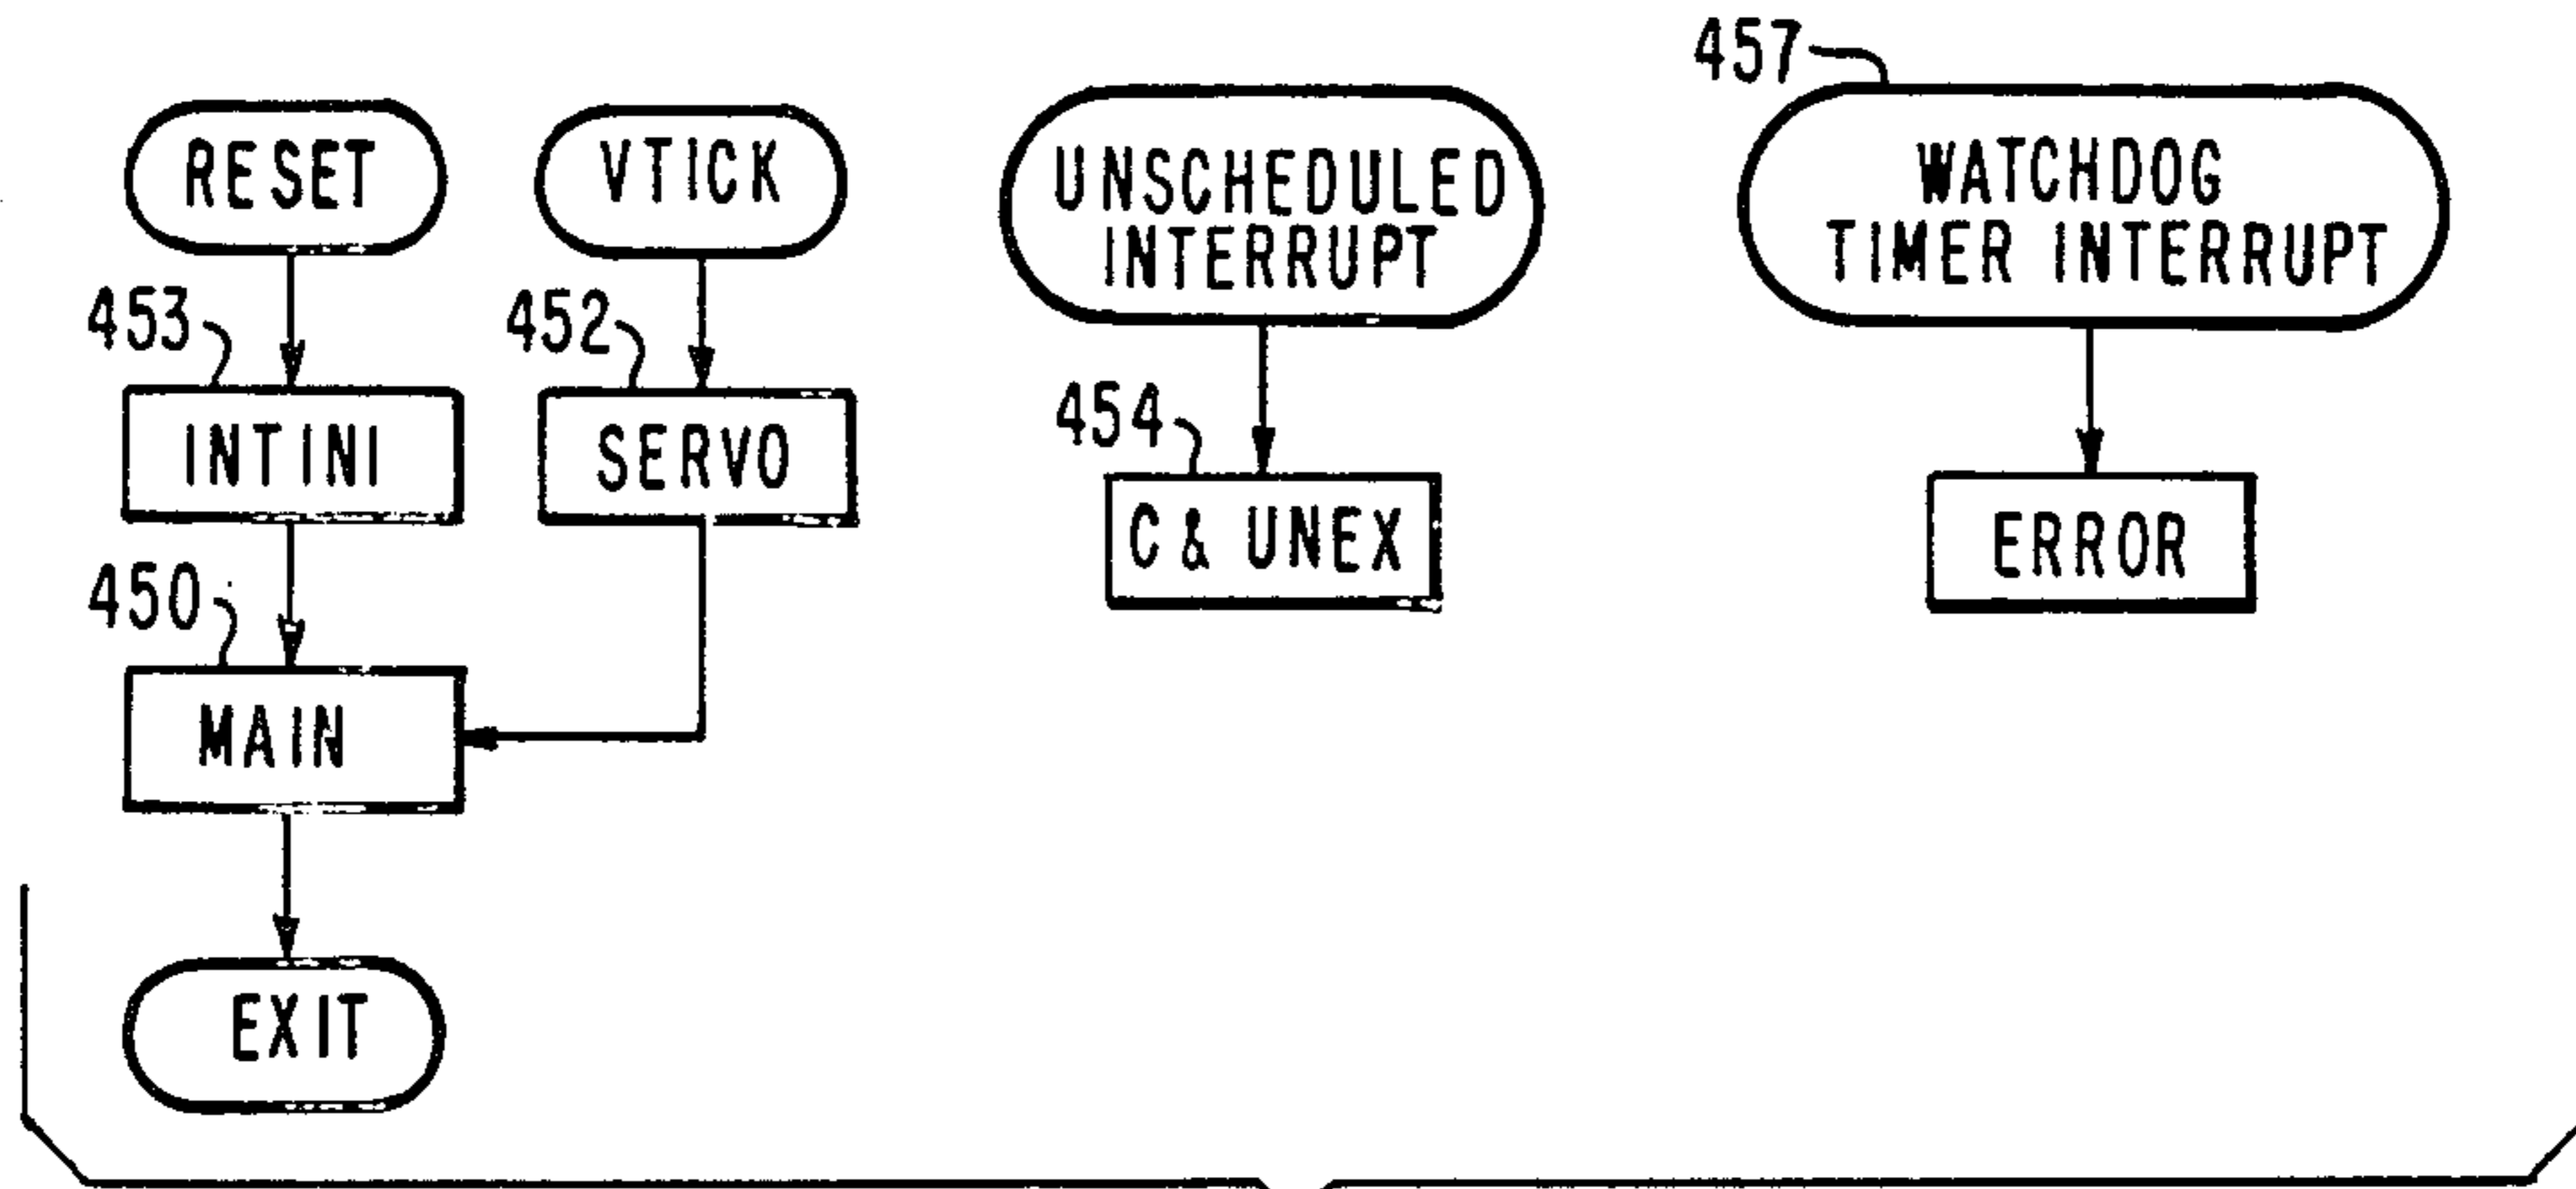 457
RESET
VTICK
UNSCHEDULED
INTERRUPT
WATCHDOG
TIMER INTERRUPT
453
452
454
INTINI
SERVO
C & UNEX
ERROR
450
MAIN
EXIT